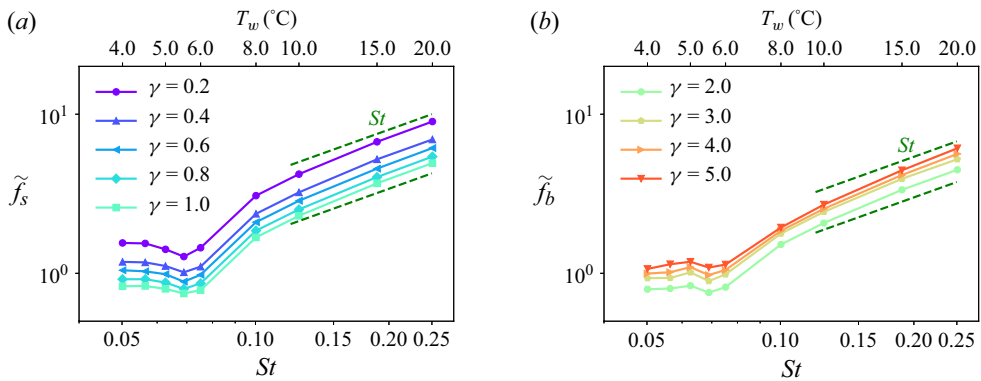 (a)
T_w (°C)
4.0 5.0 6.0 8.0 10.0 15.0 20.0
γ = 0.2
γ = 0.4
γ = 0.6
γ = 0.8
γ = 1.0
St
10^1
10^0
f̃_s
0.05 0.10 0.15 0.20 0.25
St
(b)
T_w (°C)
4.0 5.0 6.0 8.0 10.0 15.0 20.0
γ = 2.0
γ = 3.0
γ = 4.0
γ = 5.0
St
10^1
10^0
f̃_b
0.05 0.10 0.15 0.20 0.25
St